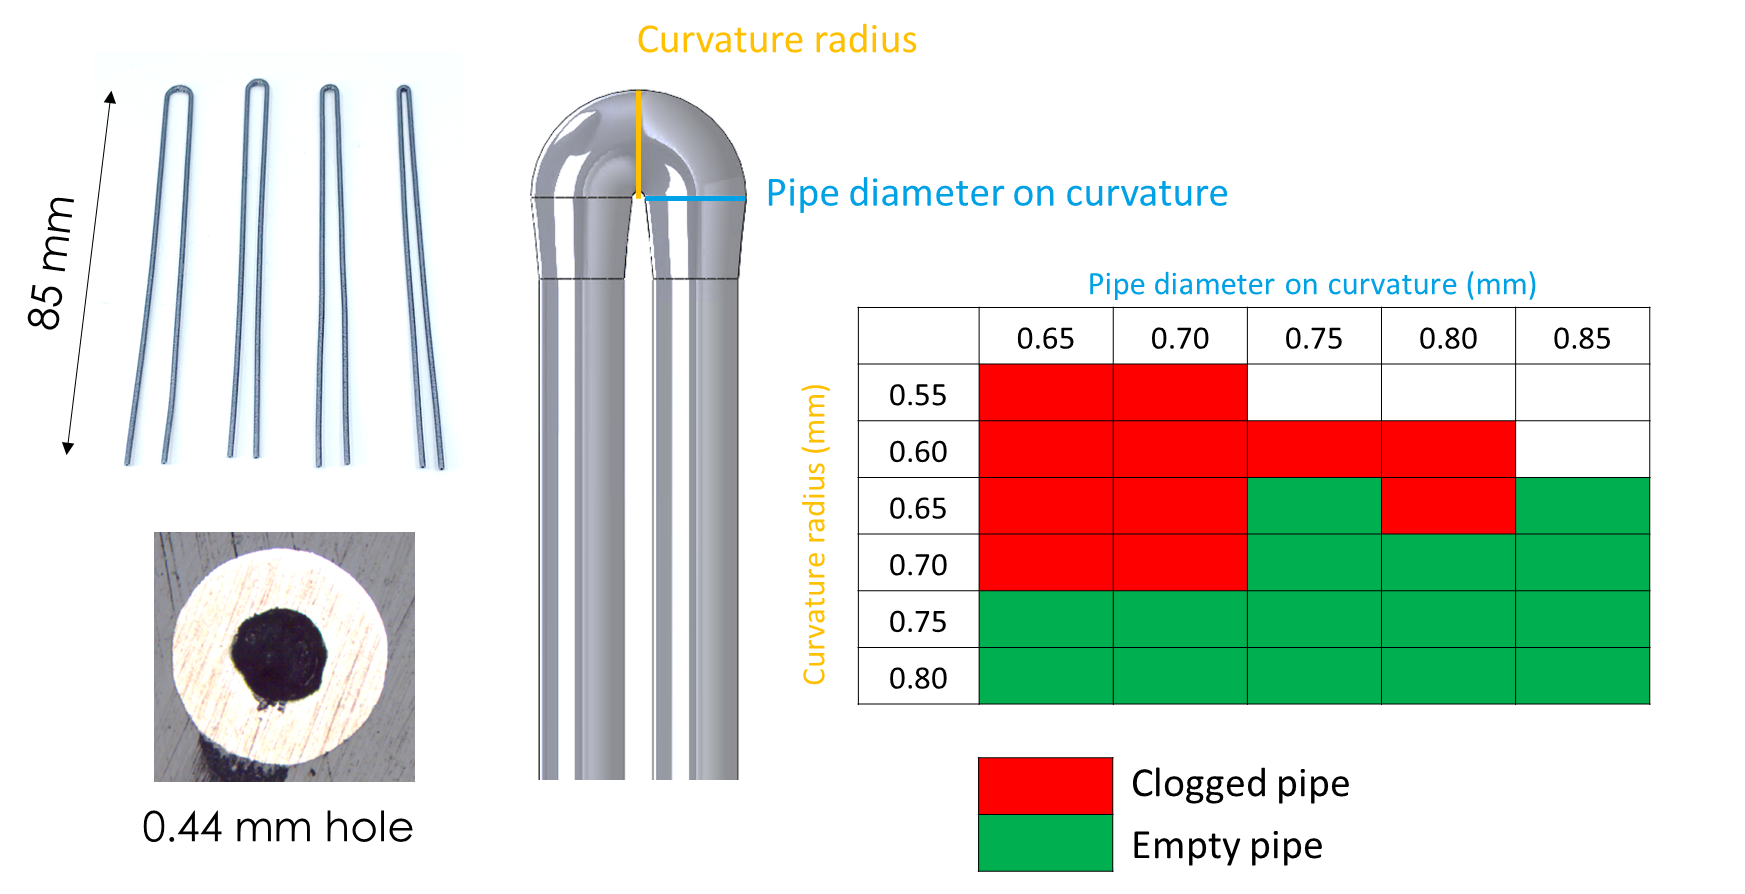 Curvature radius
85 mm
Pipe diameter on curvature
0.44 mm hole
Pipe diameter on curvature (mm)
Curvature radius (mm)
0.65 0.70 0.75 0.80 0.85
0.55
0.60
0.65
0.70
0.75
0.80
Clogged pipe
Empty pipe